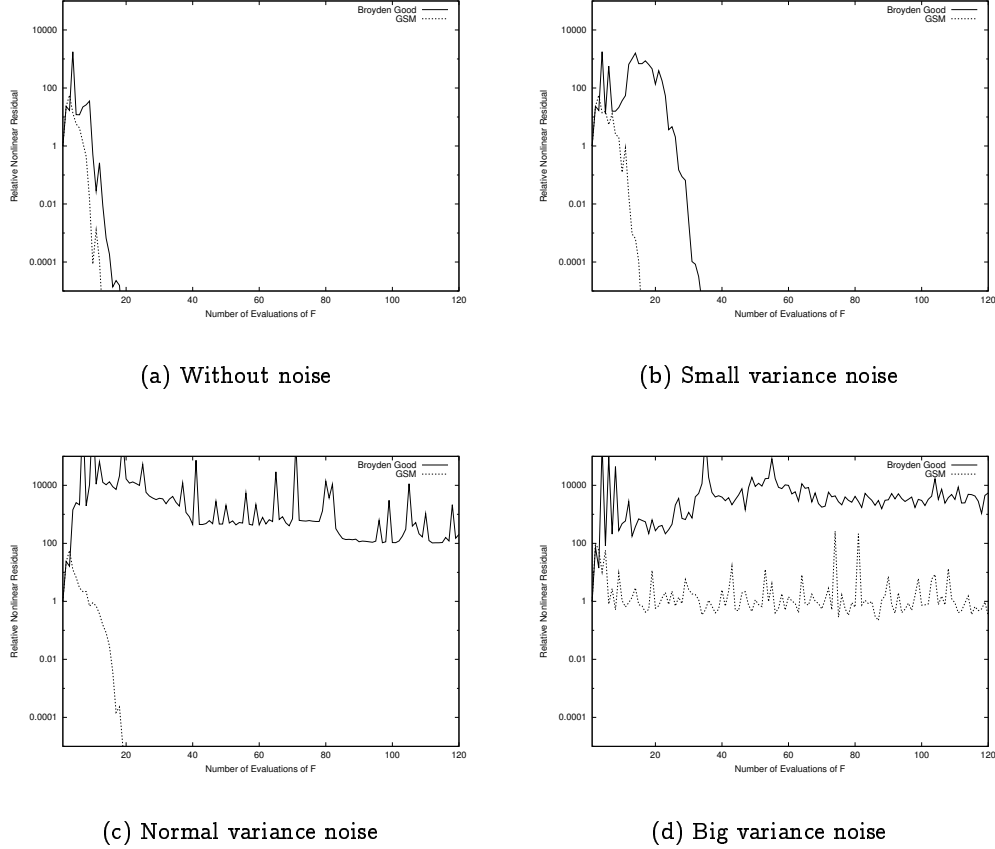 Broyden Good
GSM
10000
100
1
0.01
0.0001
Relative Nonlinear Residual
20 40 60 80 100 120
Number of Evaluations of F
(a) Without noise
Broyden Good
GSM
10000
100
1
0.01
0.0001
Relative Nonlinear Residual
20 40 60 80 100 120
Number of Evaluations of F
(b) Small variance noise
Broyden Good
GSM
10000
100
1
0.01
0.0001
Relative Nonlinear Residual
20 40 60 80 100 120
Number of Evaluations of F
(c) Normal variance noise
Broyden Good
GSM
10000
100
1
0.01
0.0001
Relative Nonlinear Residual
20 40 60 80 100 120
Number of Evaluations of F
(d) Big variance noise